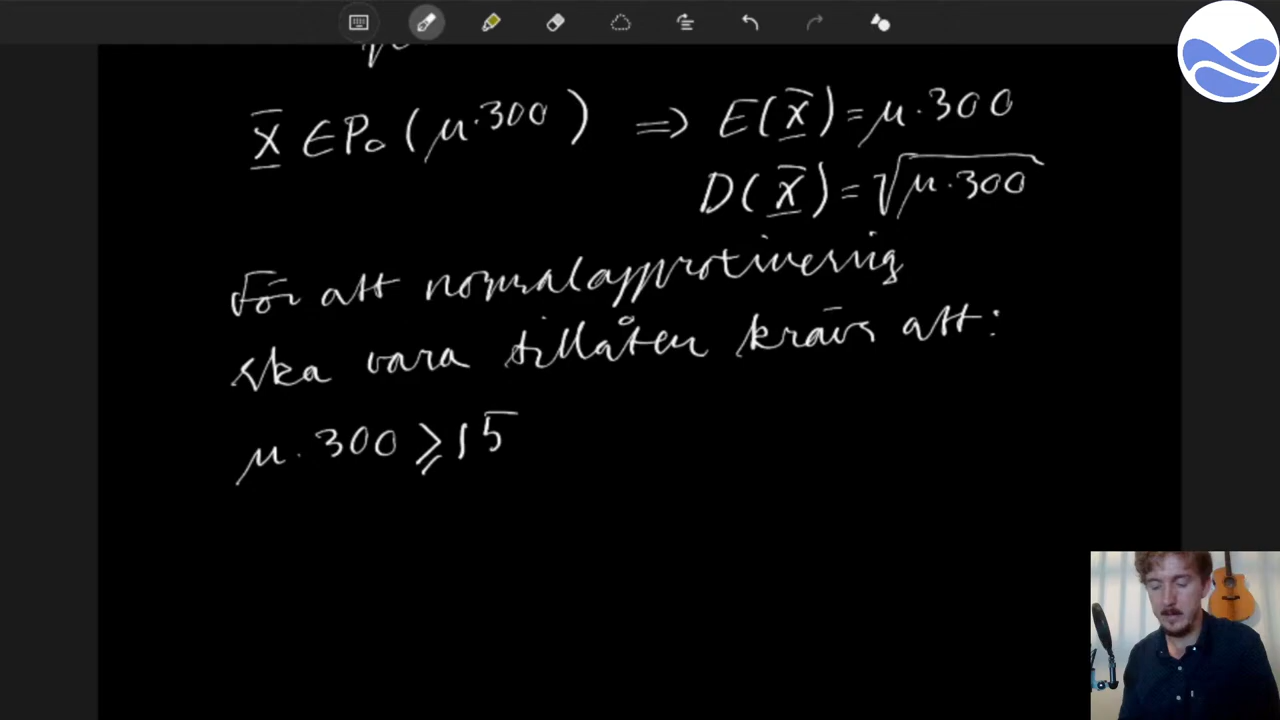 X ∈ Po (μ·300) ⇒ E(X) = μ·300
D(X) = √μ·300
För att normalapproximering
ska vara tillåten krävs att:
μ·300 ≥ 15